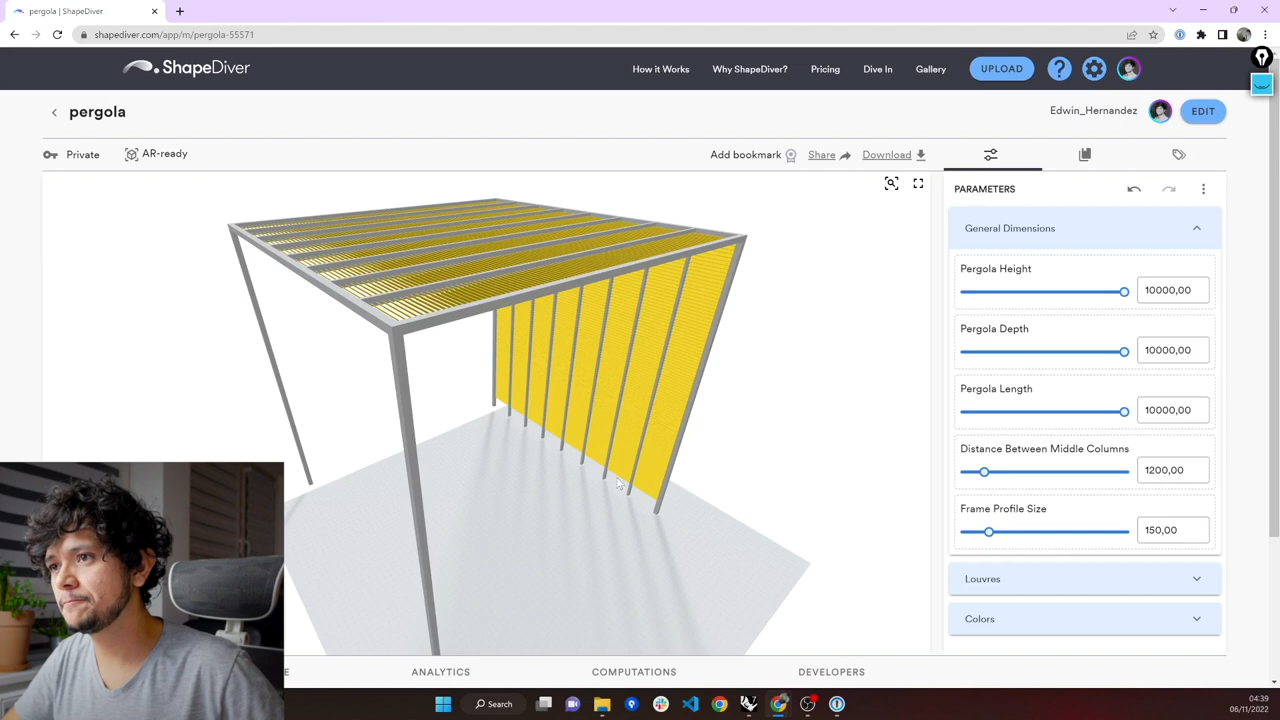 pergola | ShapeDiver
shapediver.com/app/m/pergola-55571
ShapeDiver
How it Works
Why ShapeDiver?
Pricing
Dive In
Gallery
UPLOAD
pergola
Edwin_Hernandez
EDIT
Private
AR-ready
Add bookmark
Share
Download
PARAMETERS
General Dimensions
Pergola Height
10000,00
Pergola Depth
10000,00
Pergola Length
10000,00
Distance Between Middle Columns
1200,00
Frame Profile Size
150,00
Louvres
Colors
E
ANALYTICS
COMPUTATIONS
DEVELOPERS
Search
04:39
06/11/2022